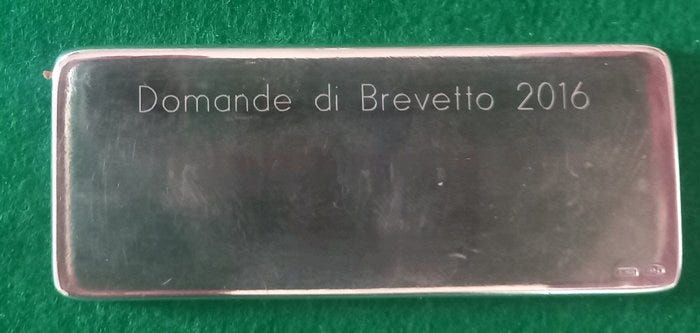 Domande di Brevetto 2016